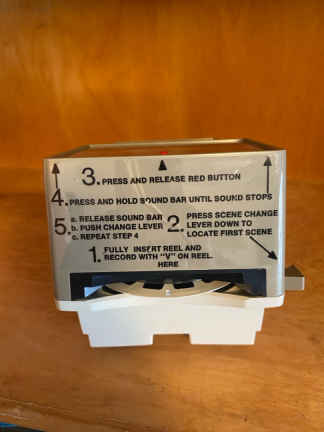 3. PRESS AND RELEASE RED BUTTON
4. PRESS AND HOLD SOUND BAR UNTIL SOUND STOPS
5. a. RELEASE SOUND BAR
b. PUSH CHANGE LEVER
c. REPEAT STEP 4
2. PRESS SCENE CHANGE
LEVER DOWN TO
LOCATE FIRST SCENE
1. FULLY INSERT REEL AND
RECORD WITH "V" ON REEL.
HERE